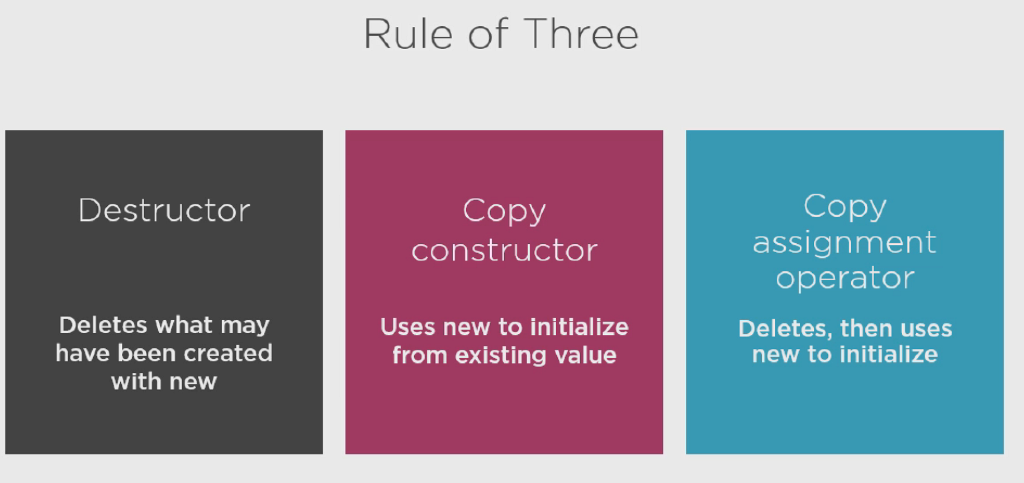 Rule of Three
Destructor
Deletes what may
have been created
with new
Copy
constructor
Uses new to initialize
from existing value
Copy
assignment
operator
Deletes, then uses
new to initialize